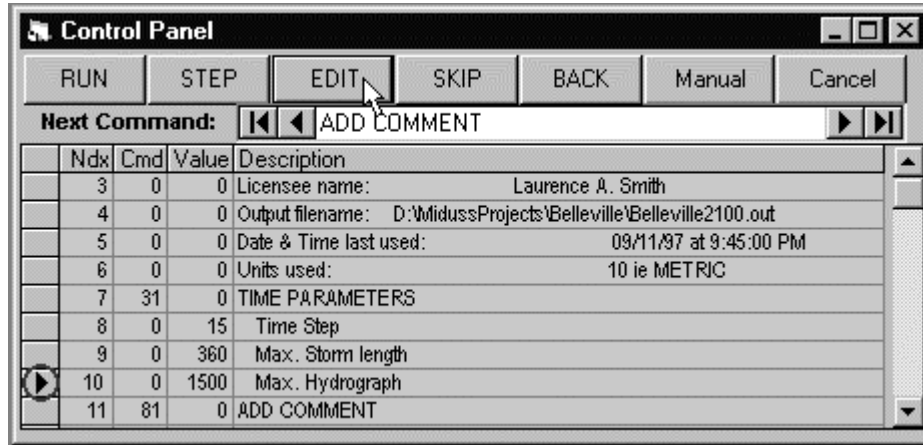 Control Panel
RUN STEP EDIT SKIP BACK Manual Cancel
Next Command: ADD COMMENT
Ndx Cmd Value Description
3 0 0 Licensee name: Laurence A. Smith
4 0 0 Output filename: D:\MidussProjects\Belleville\Belleville2100.out
5 0 0 Date & Time last used: 09/11/97 at 9:45:00 PM
6 0 0 Units used: 10 ie METRIC
7 31 0 TIME PARAMETERS
8 0 15 Time Step
9 0 360 Max. Storm length
10 0 1500 Max. Hydrograph
11 81 0 ADD COMMENT